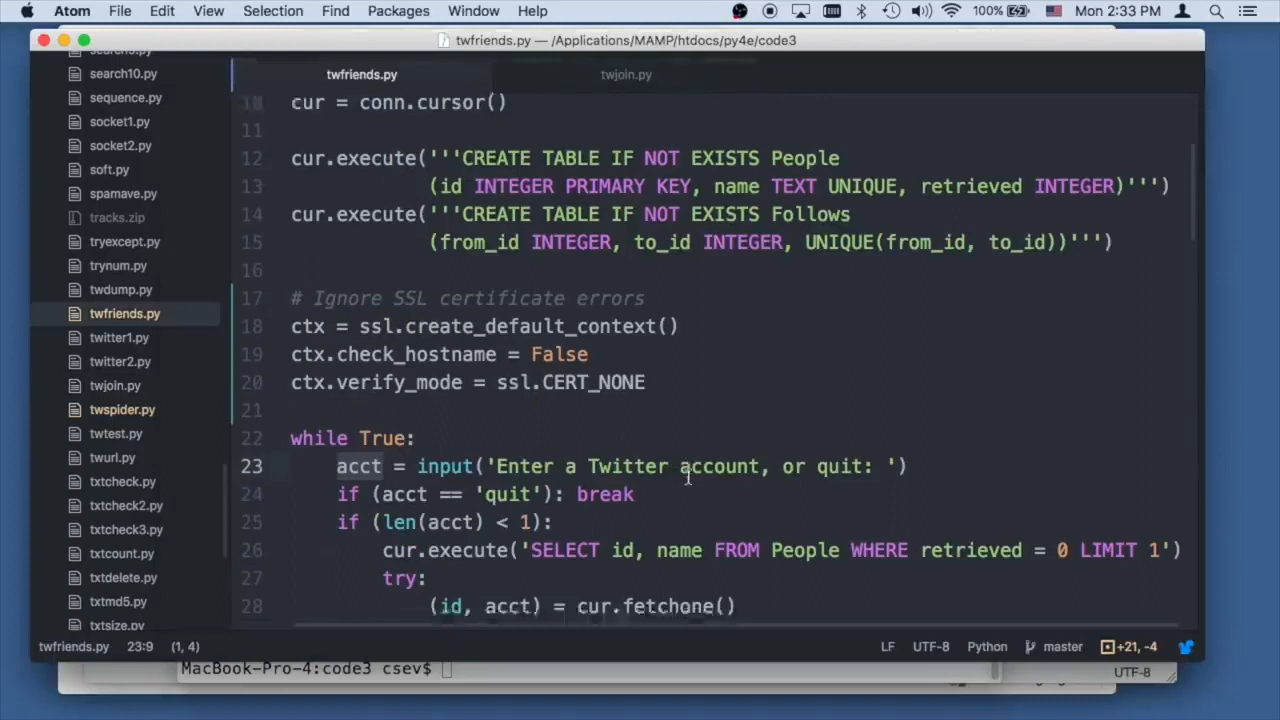 Atom File Edit View Selection Find Packages Window Help 100% Mon 2:33 PM
twfriends.py — /Applications/MAMP/htdocs/py4e/code3
twfriends.py twjoin.py
search10.py
sequence.py
socket1.py
socket2.py
soft.py
spamave.py
tracks.zip
tryexcept.py
trynum.py
twdump.py
twfriends.py
twitter1.py
twitter2.py
twjoin.py
twspider.py
twtest.py
twurl.py
txtcheck.py
txtcheck2.py
txtcheck3.py
txtcount.py
txtdelete.py
txtmd5.py
txtsize.py
10 cur = conn.cursor()
11
12 cur.execute('''CREATE TABLE IF NOT EXISTS People
13 (id INTEGER PRIMARY KEY, name TEXT UNIQUE, retrieved INTEGER)''')
14 cur.execute('''CREATE TABLE IF NOT EXISTS Follows
15 (from_id INTEGER, to_id INTEGER, UNIQUE(from_id, to_id))''')
16
17 # Ignore SSL certificate errors
18 ctx = ssl.create_default_context()
19 ctx.check_hostname = False
20 ctx.verify_mode = ssl.CERT_NONE
21
22 while True:
23 acct = input('Enter a Twitter account, or quit: ')
24 if (acct == 'quit'): break
25 if (len(acct) < 1):
26 cur.execute('SELECT id, name FROM People WHERE retrieved = 0 LIMIT 1')
27 try:
28 (id, acct) = cur.fetchone()
twfriends.py 23:9 (1, 4) LF UTF-8 Python master +21, -4
MacBook-Pro-4:code3 csev$ UTF-8